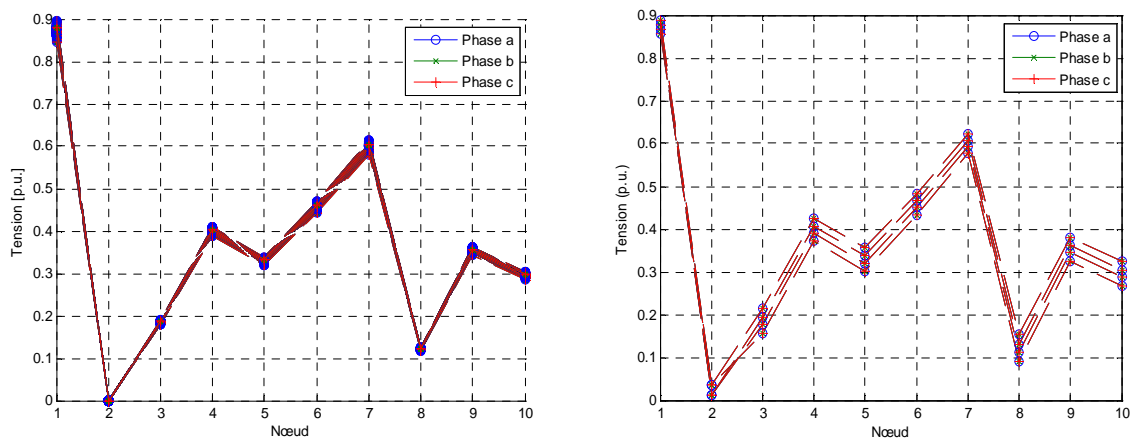 0.9
0.8
0.7
0.6
0.5
0.4
0.3
0.2
0.1
0
Tension [p.u.]
1 2 3 4 5 6 7 8 9 10
Nœud
Phase a
Phase b
Phase c
0.9
0.8
0.7
0.6
0.5
0.4
0.3
0.2
0.1
0
Tension (p.u.)
1 2 3 4 5 6 7 8 9 10
Nœud
Phase a
Phase b
Phase c